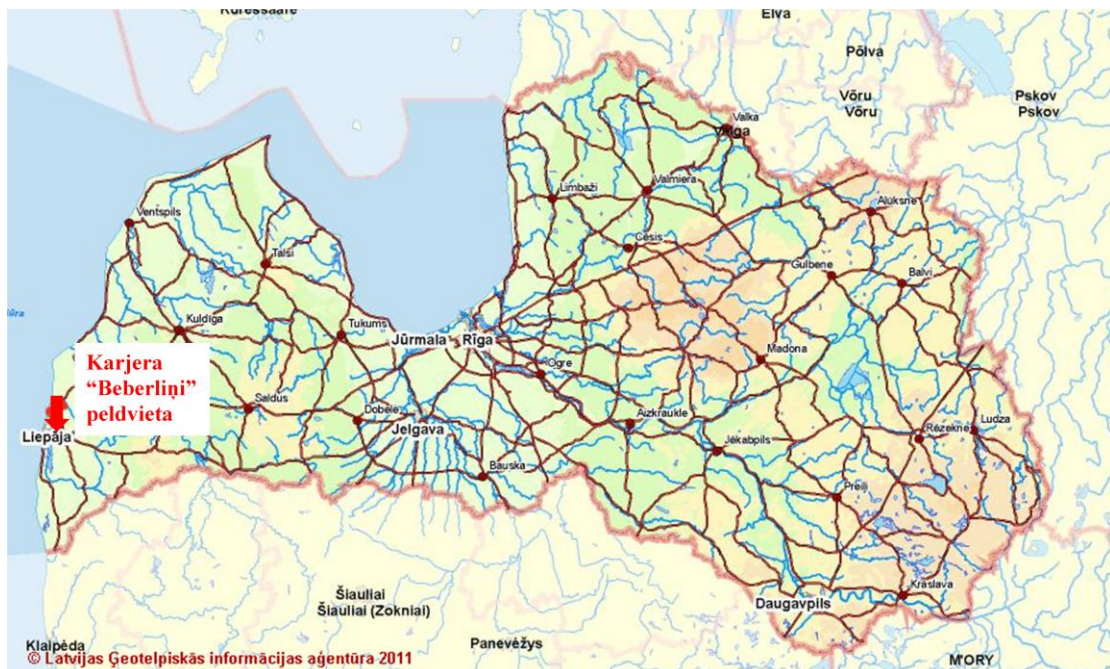 Kuressaare
Elva
Põlva
Võru
Võru
Pskov
Pskov
Valka
Valga
Limbaži
Valmiera
Alūksne
Ventspils
Cēsis
Talsi
Gulbene
Balvi
Kuldīga
Tukums
Jūrmala
Rīga
Karjera
“Beberliņi”
peldvieta
Ogre
Madona
Saldus
Dobele
Aizkraukle
Ludza
Liepāja
Jelgava
Rēzekne
Jēkabpils
Bauska
Preiļi
Krāslava
Daugavpils
Šiauliai
Šiauliai (Zokniai)
Klaipėda
Panevėžys
M'ORY
© Latvijas Ģeotelpiskās informācijas aģentūra 2011